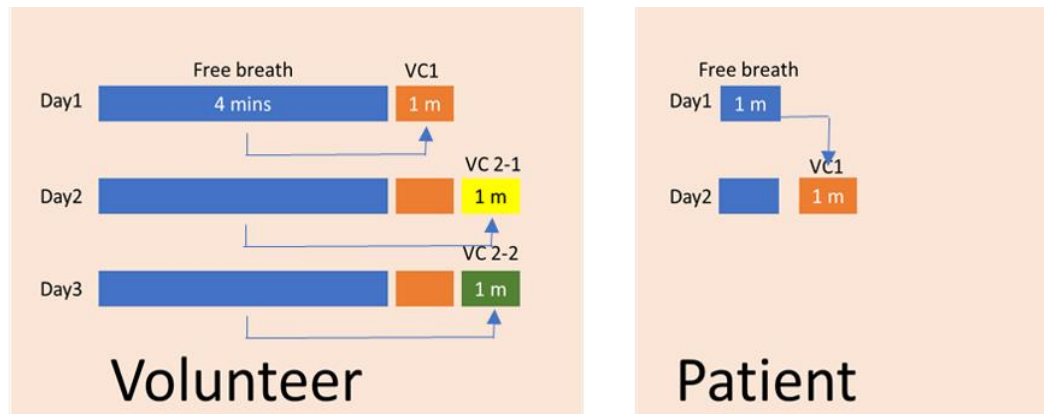 Free breath VC1
Day1 4 mins 1 m
VC 2-1
Day2 1 m
VC 2-2
Day3 1 m
Volunteer
Free breath
Day1 1 m
VC1
Day2 1 m
Patient